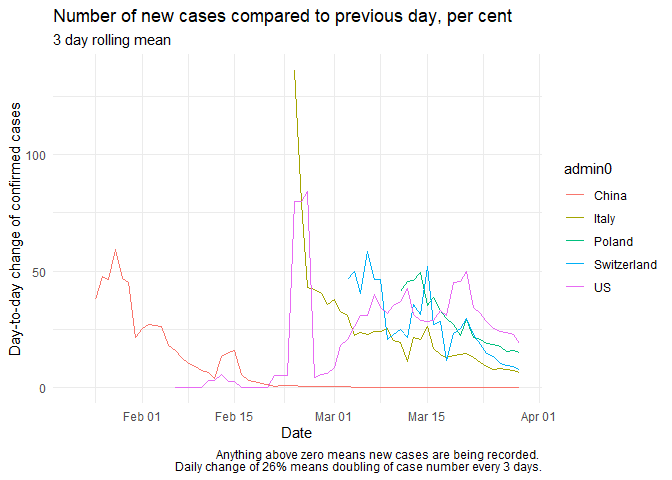 Number of new cases compared to previous day, per cent
3 day rolling mean
Day-to-day change of confirmed cases
100
50
0
Feb 01
Feb 15
Mar 01
Mar 15
Apr 01
Date
admin0
China
Italy
Poland
Switzerland
US
Anything above zero means new cases are being recorded.
Daily change of 26% means doubling of case number every 3 days.